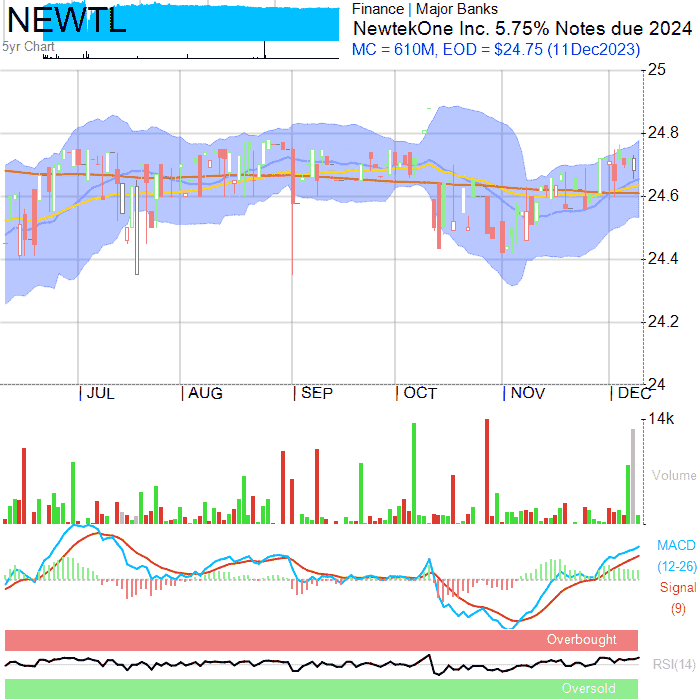 NEWTL
5yr Chart
Finance | Major Banks
NewtekOne Inc. 5.75% Notes due 2024
MC = 610M, EOD = $24.75 (11Dec2023)
25
24.8
24.6
24.4
24.2
24
JUL
AUG
SEP
OCT
NOV
DEC
14k
Volume
MACD
(12-26)
Signal
(9)
Overbought
RSI(14)
Oversold